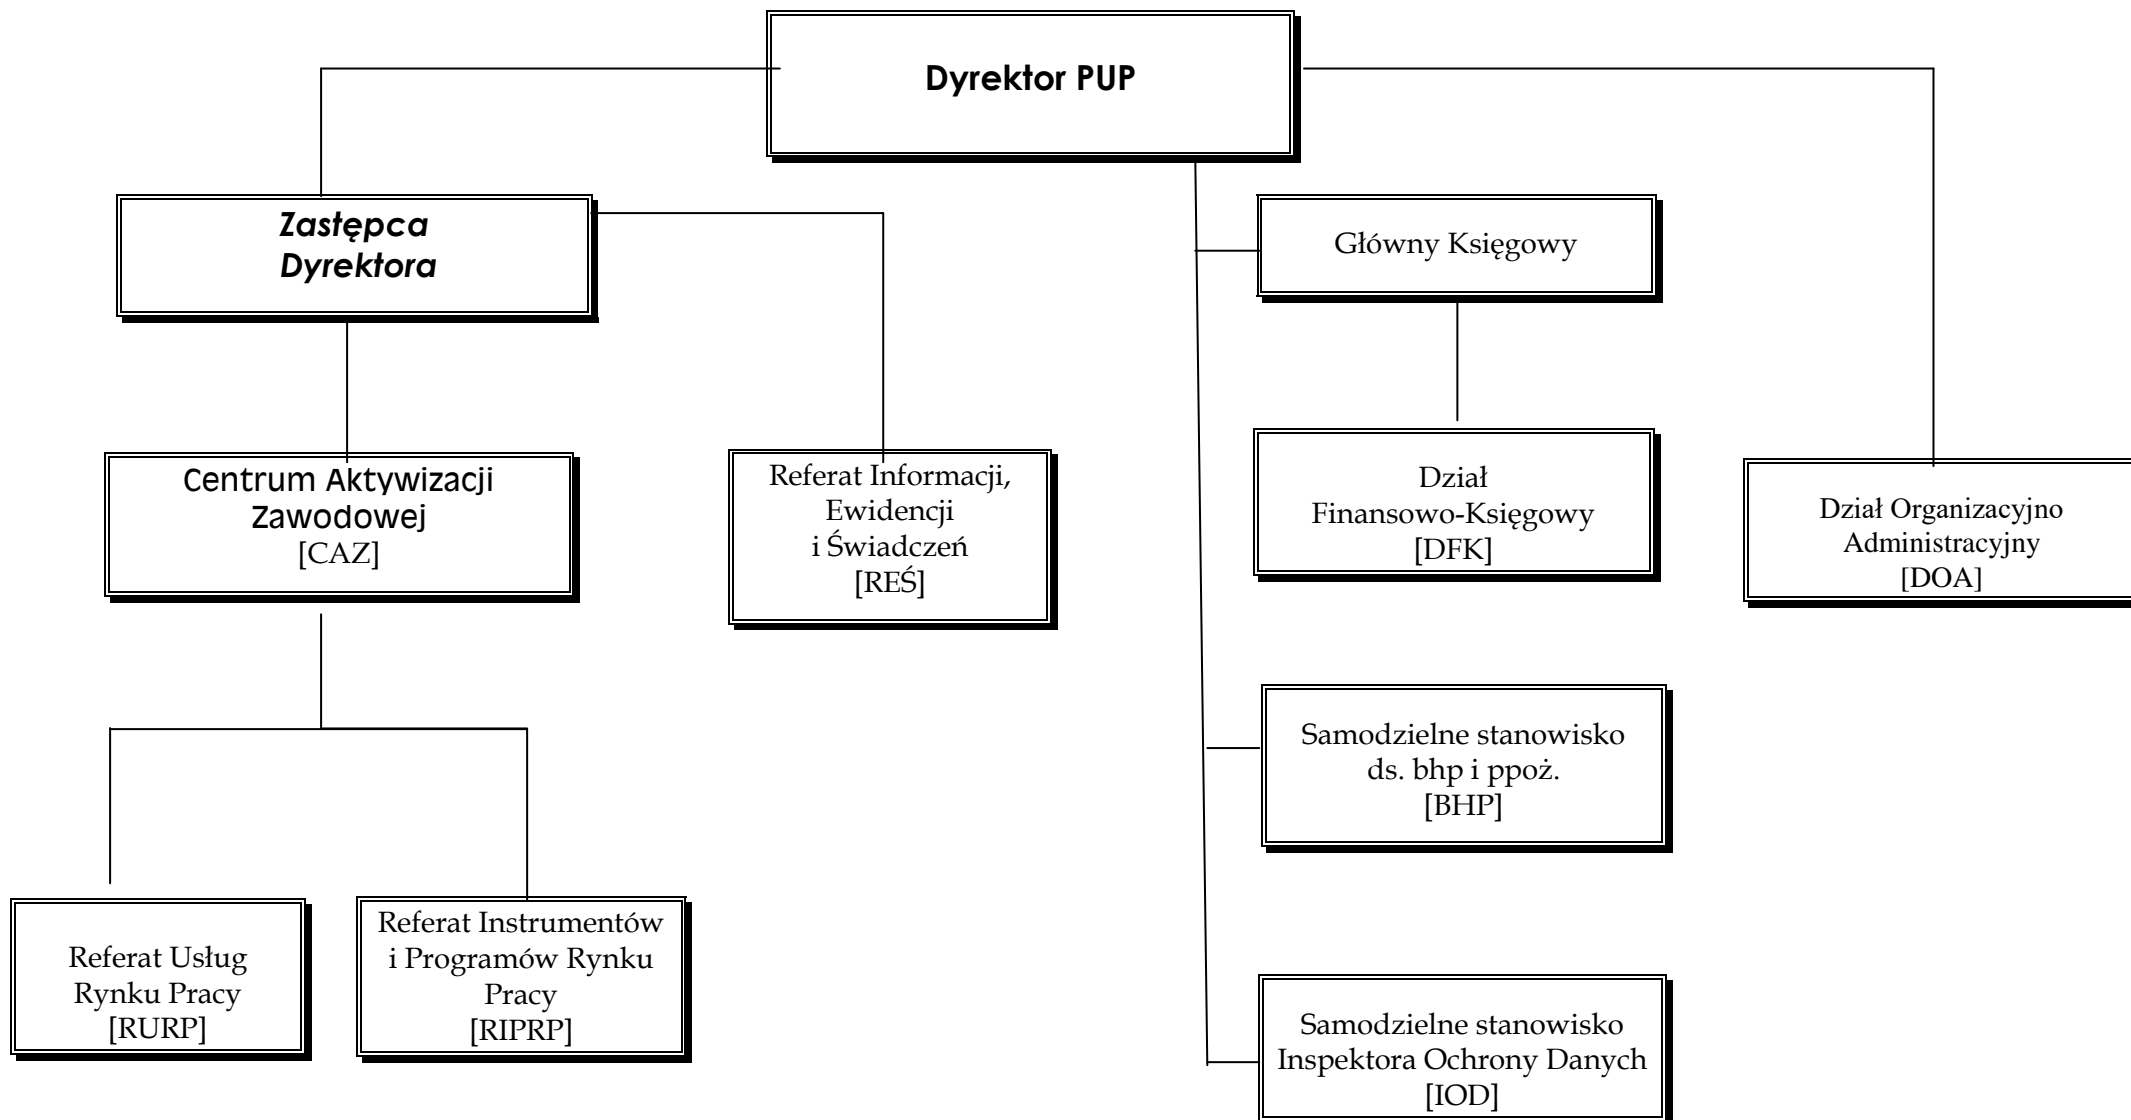 Dyrektor PUP
Zastępca
Dyrektora
Główny Księgowy
Centrum Aktywizacji
Zawodowej
[CAZ]
Referat Informacji,
Ewidencji
i Świadczeń
[REŚ]
Dział
Finansowo-Księgowy
[DFK]
Dział Organizacyjno
Administracyjny
[DOA]
Samodzielne stanowisko
ds. bhp i ppoż.
[BHP]
Referat Usług
Rynku Pracy
[RURP]
Referat Instrumentów
i Programów Rynku
Pracy
[RIPRP]
Samodzielne stanowisko
Inspektora Ochrony Danych
[IOD]